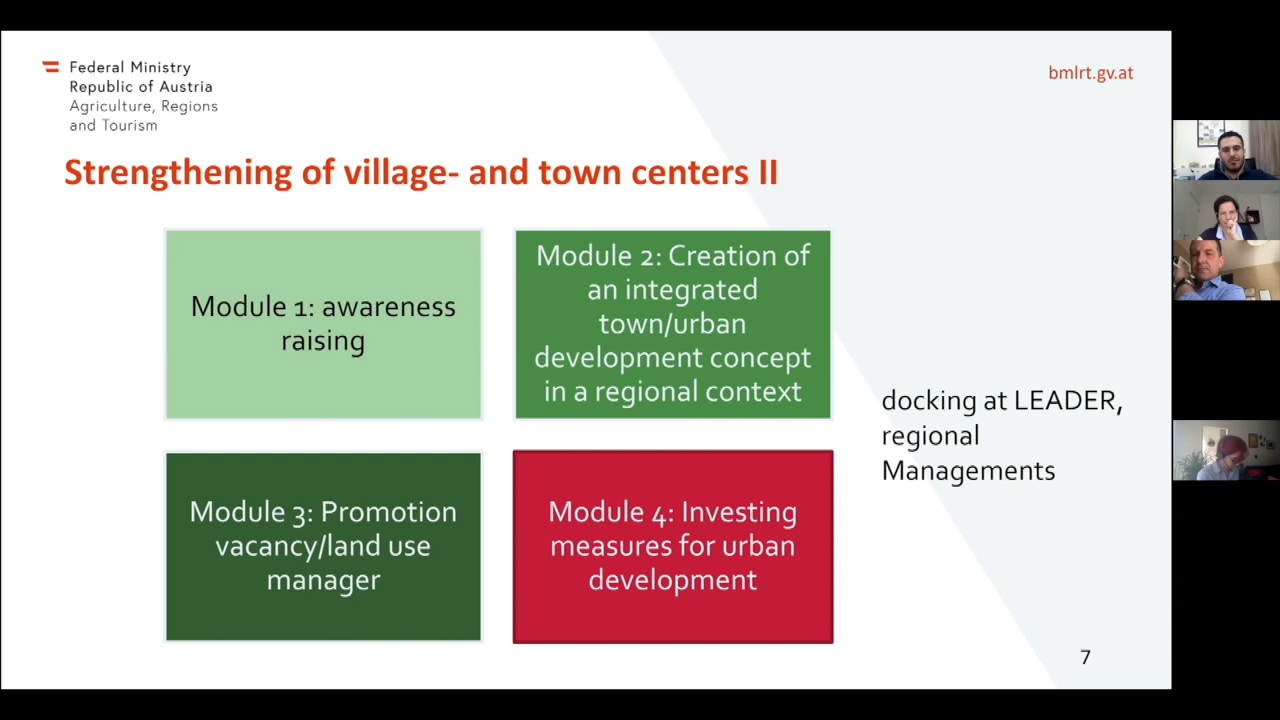 Federal Ministry
Republic of Austria
Agriculture, Regions
and Tourism
bmlrt.gv.at
Strengthening of village- and town centers II
Module 1: awareness
raising
Module 2: Creation of
an integrated
town/urban
development concept
in a regional context
Module 3: Promotion
vacancy/land use
manager
Module 4: Investing
measures for urban
development
docking at LEADER,
regional
Managements
7